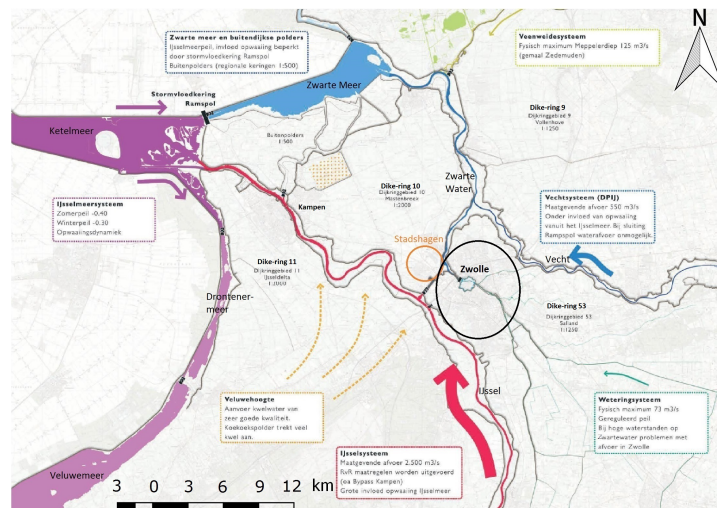 N
Zwarte meer en buitendijkse polders
Ijsselmeerpeil, invloed opwaaiing beperkt
door stormvloedkering Ramspol
Buitenpolders (regionale keringen 1:500)
Veenweidesysteem
Fysisch maximum Meppelerdiep 125 m3/s
(gemaal Zedemuden)
Stormvloedkering
Ramspol
Zwarte Meer
Ketelmeer
Buitenpolders
1:500
Dike-ring 9
Dijkringgebied 9
Vollenhove
1:1250
Dike-ring 10
Dijkringgebied 10
Mastenbroek
1:2000
Zwarte
Water
Ijsselmeersysteem
Zomerpeil -0.40
Winterpeil -0.30
Opwaaiingsdynamiek
Kampen
Vechtsysteem (DPIJ)
Maatgevende afvoer 550 m3/s
Onder invloed van opwaaiing
vanuit het IJsselmeer. Bij sluiting
Ramspol waterafvoer onmogelijk.
Stadshagen
Dike-ring 11
Dijkringgebied 11
IJsseldelta
1:2000
Zwolle
Vecht
Drontener-
meer
Dike-ring 53
Dijkringgebied 53
Salland
1:1250
Veluwehoogte
Aanvoer kwelwater van
zeer goede kwaliteit.
Koekoekspolder trekt veel
kwel aan.
IJssel
Weteringsysteem
Fysisch maximum 73 m3/s
Gereguleerd peil
Bij hoge waterstanden op
Zwartewater problemen met
afvoer in Zwolle
IJsselsysteem
Maatgevende afvoer 2.500 m3/s
RvR maatregelen worden uitgevoerd
(oa Bypass Kampen)
Grote invloed opwaaiing IJsselmeer
Veluwemeer
3 0 3 6 9 12 km